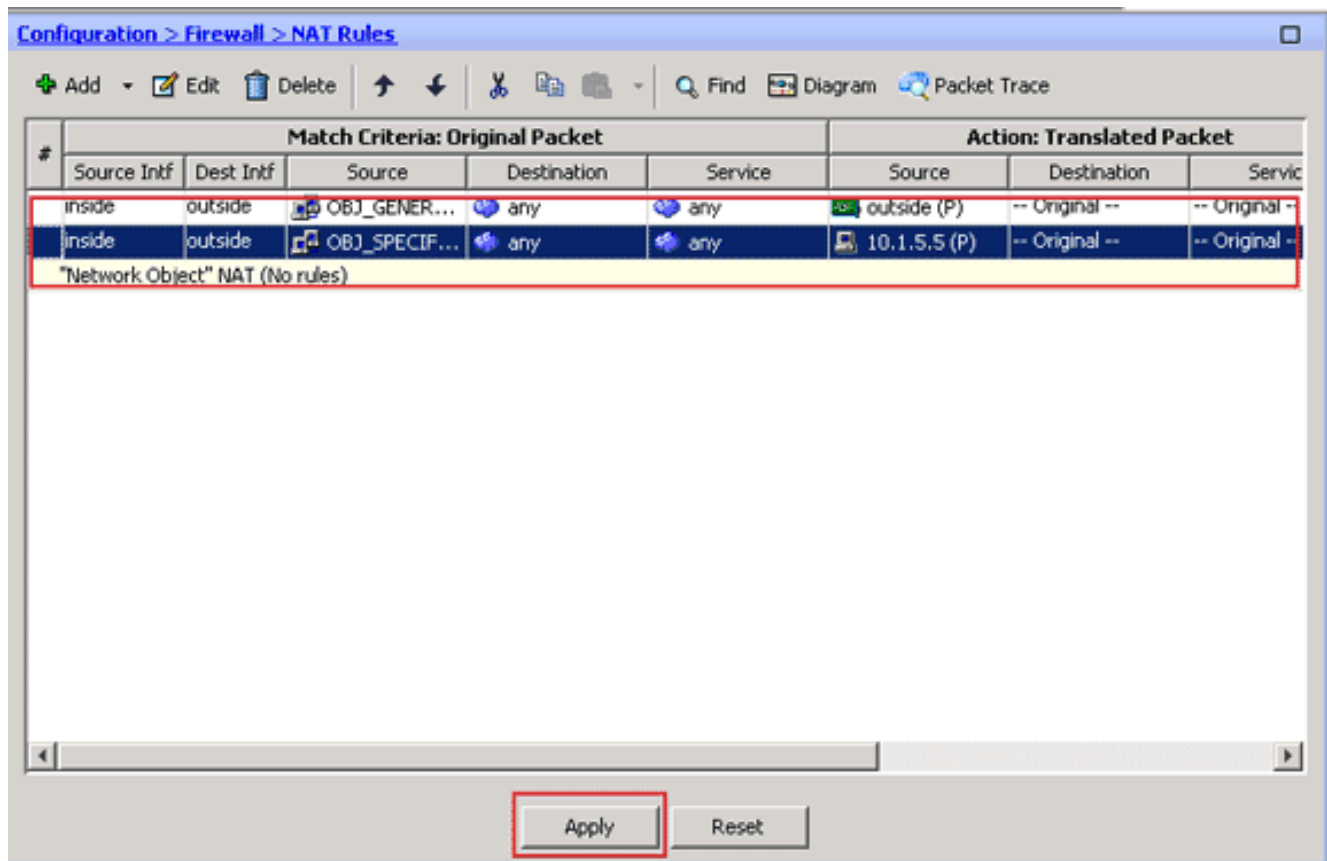 Configuration > Firewall > NAT Rules
Add Edit Delete Find Diagram Packet Trace
# Match Criteria: Original Packet Action: Translated Packet
Source Intf Dest Intf Source Destination Service Source Destination Servic
inside outside OBJ_GENER... any any outside (P) -- Original -- -- Original -
inside outside OBJ_SPECIF... any any 10.1.5.5 (P) -- Original -- -- Original -
"Network Object" NAT (No rules)
Apply Reset